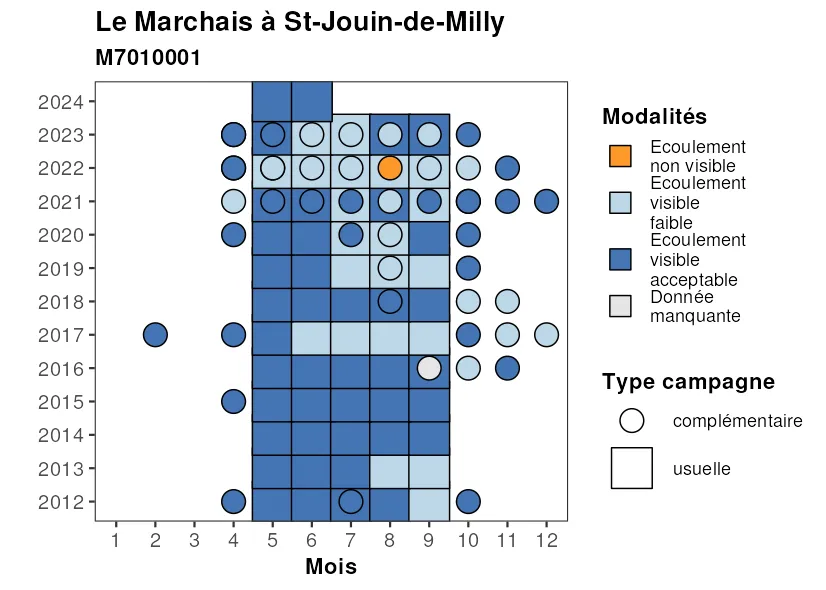 Le Marchais à St-Jouin-de-Milly
M7010001
2024
2023
2022
2021
2020
2019
2018
2017
2016
2015
2014
2013
2012
1 2 3 4 5 6 7 8 9 10 11 12
Mois
Modalités
Ecoulement
non visible
Ecoulement
visible
faible
Ecoulement
visible
acceptable
Donnée
manquante
Type campagne
complémentaire
usuelle